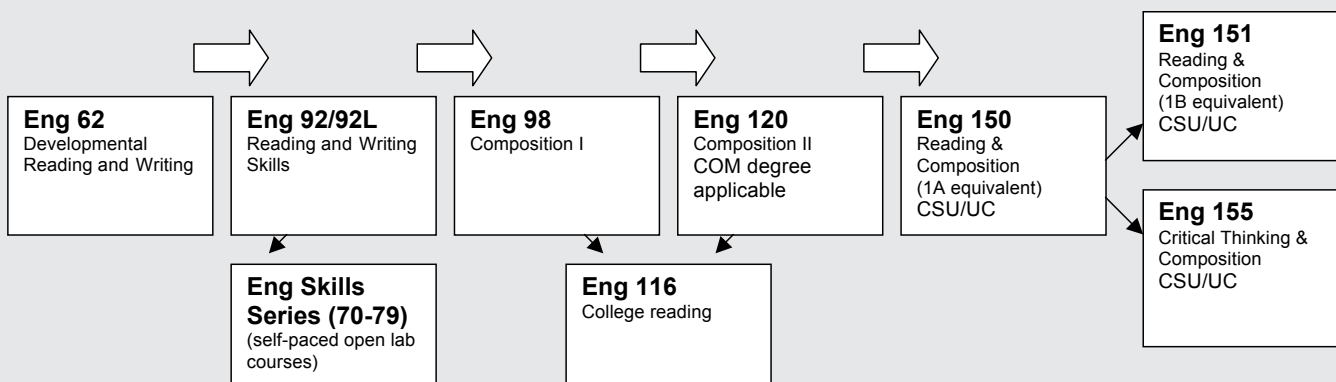 Eng 62
Developmental
Reading and Writing
Eng 92/92L
Reading and Writing
Skills
Eng 98
Composition I
Eng 120
Composition II
COM degree
applicable
Eng 150
Reading &
Composition
(1A equivalent)
CSU/UC
Eng 151
Reading &
Composition
(1B equivalent)
CSU/UC
Eng 155
Critical Thinking &
Composition
CSU/UC
Eng Skills
Series (70-79)
(self-paced open lab
courses)
Eng 116
College reading